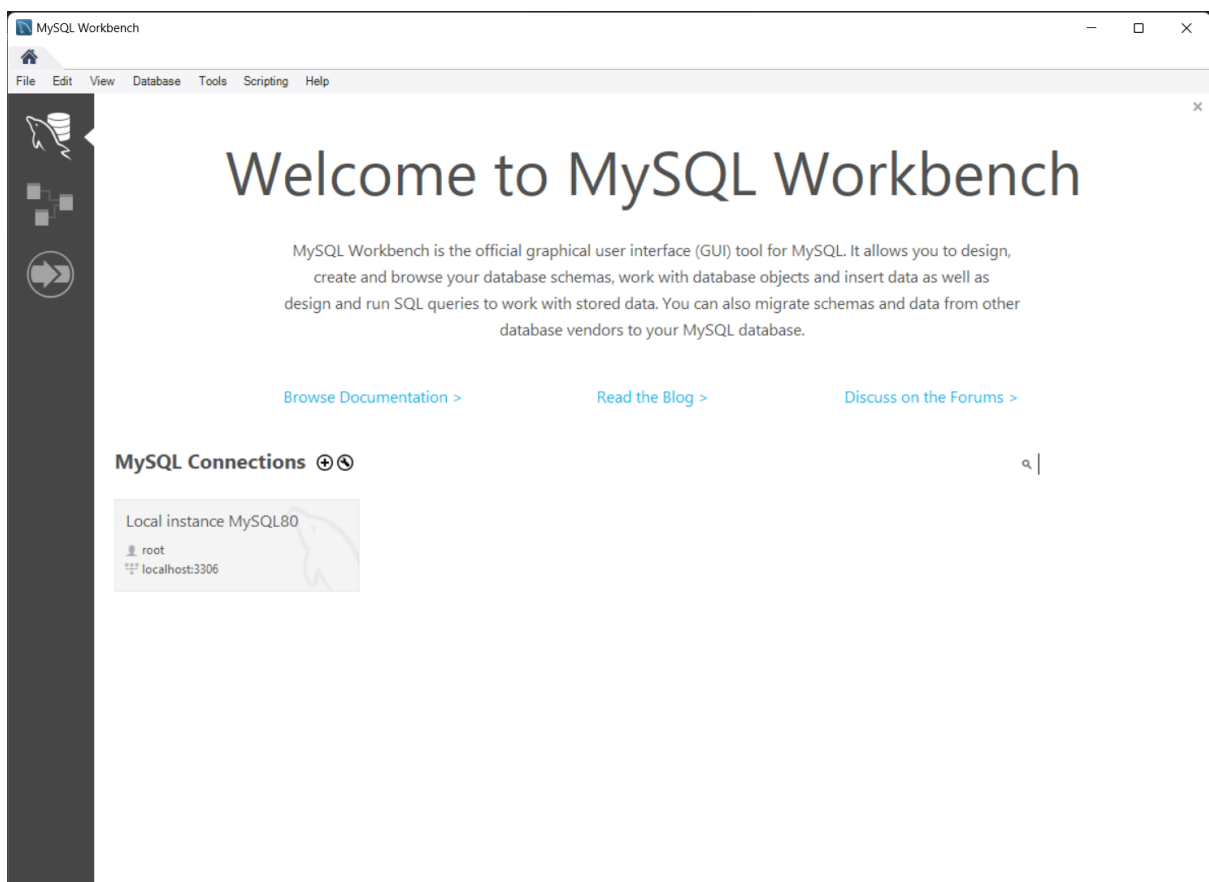 MySQL Workbench
File Edit View Database Tools Scripting Help
Welcome to MySQL Workbench
MySQL Workbench is the official graphical user interface (GUI) tool for MySQL. It allows you to design,
create and browse your database schemas, work with database objects and insert data as well as
design and run SQL queries to work with stored data. You can also migrate schemas and data from other
database vendors to your MySQL database.
Browse Documentation > Read the Blog > Discuss on the Forums >
MySQL Connections
Local instance MySQL80
root
localhost:3306